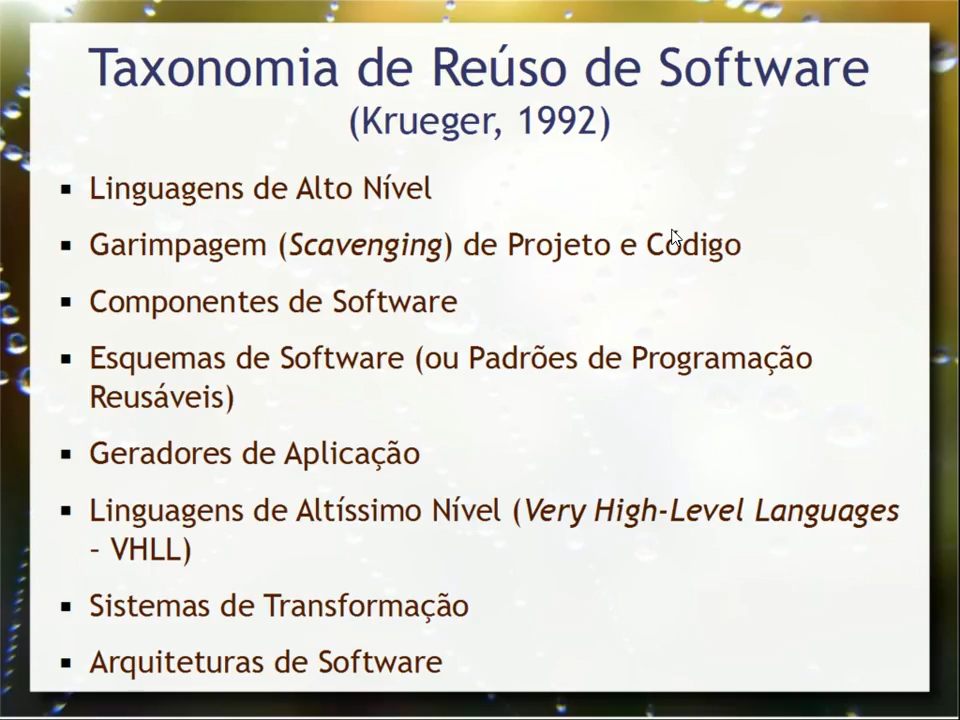 Taxonomia de Reúso de Software
(Krueger, 1992)
▪ Linguagens de Alto Nível
▪ Garimpagem (Scavenging) de Projeto e Código
▪ Componentes de Software
▪ Esquemas de Software (ou Padrões de Programação
Reusáveis)
▪ Geradores de Aplicação
▪ Linguagens de Altíssimo Nível (Very High-Level Languages
– VHLL)
▪ Sistemas de Transformação
▪ Arquiteturas de Software